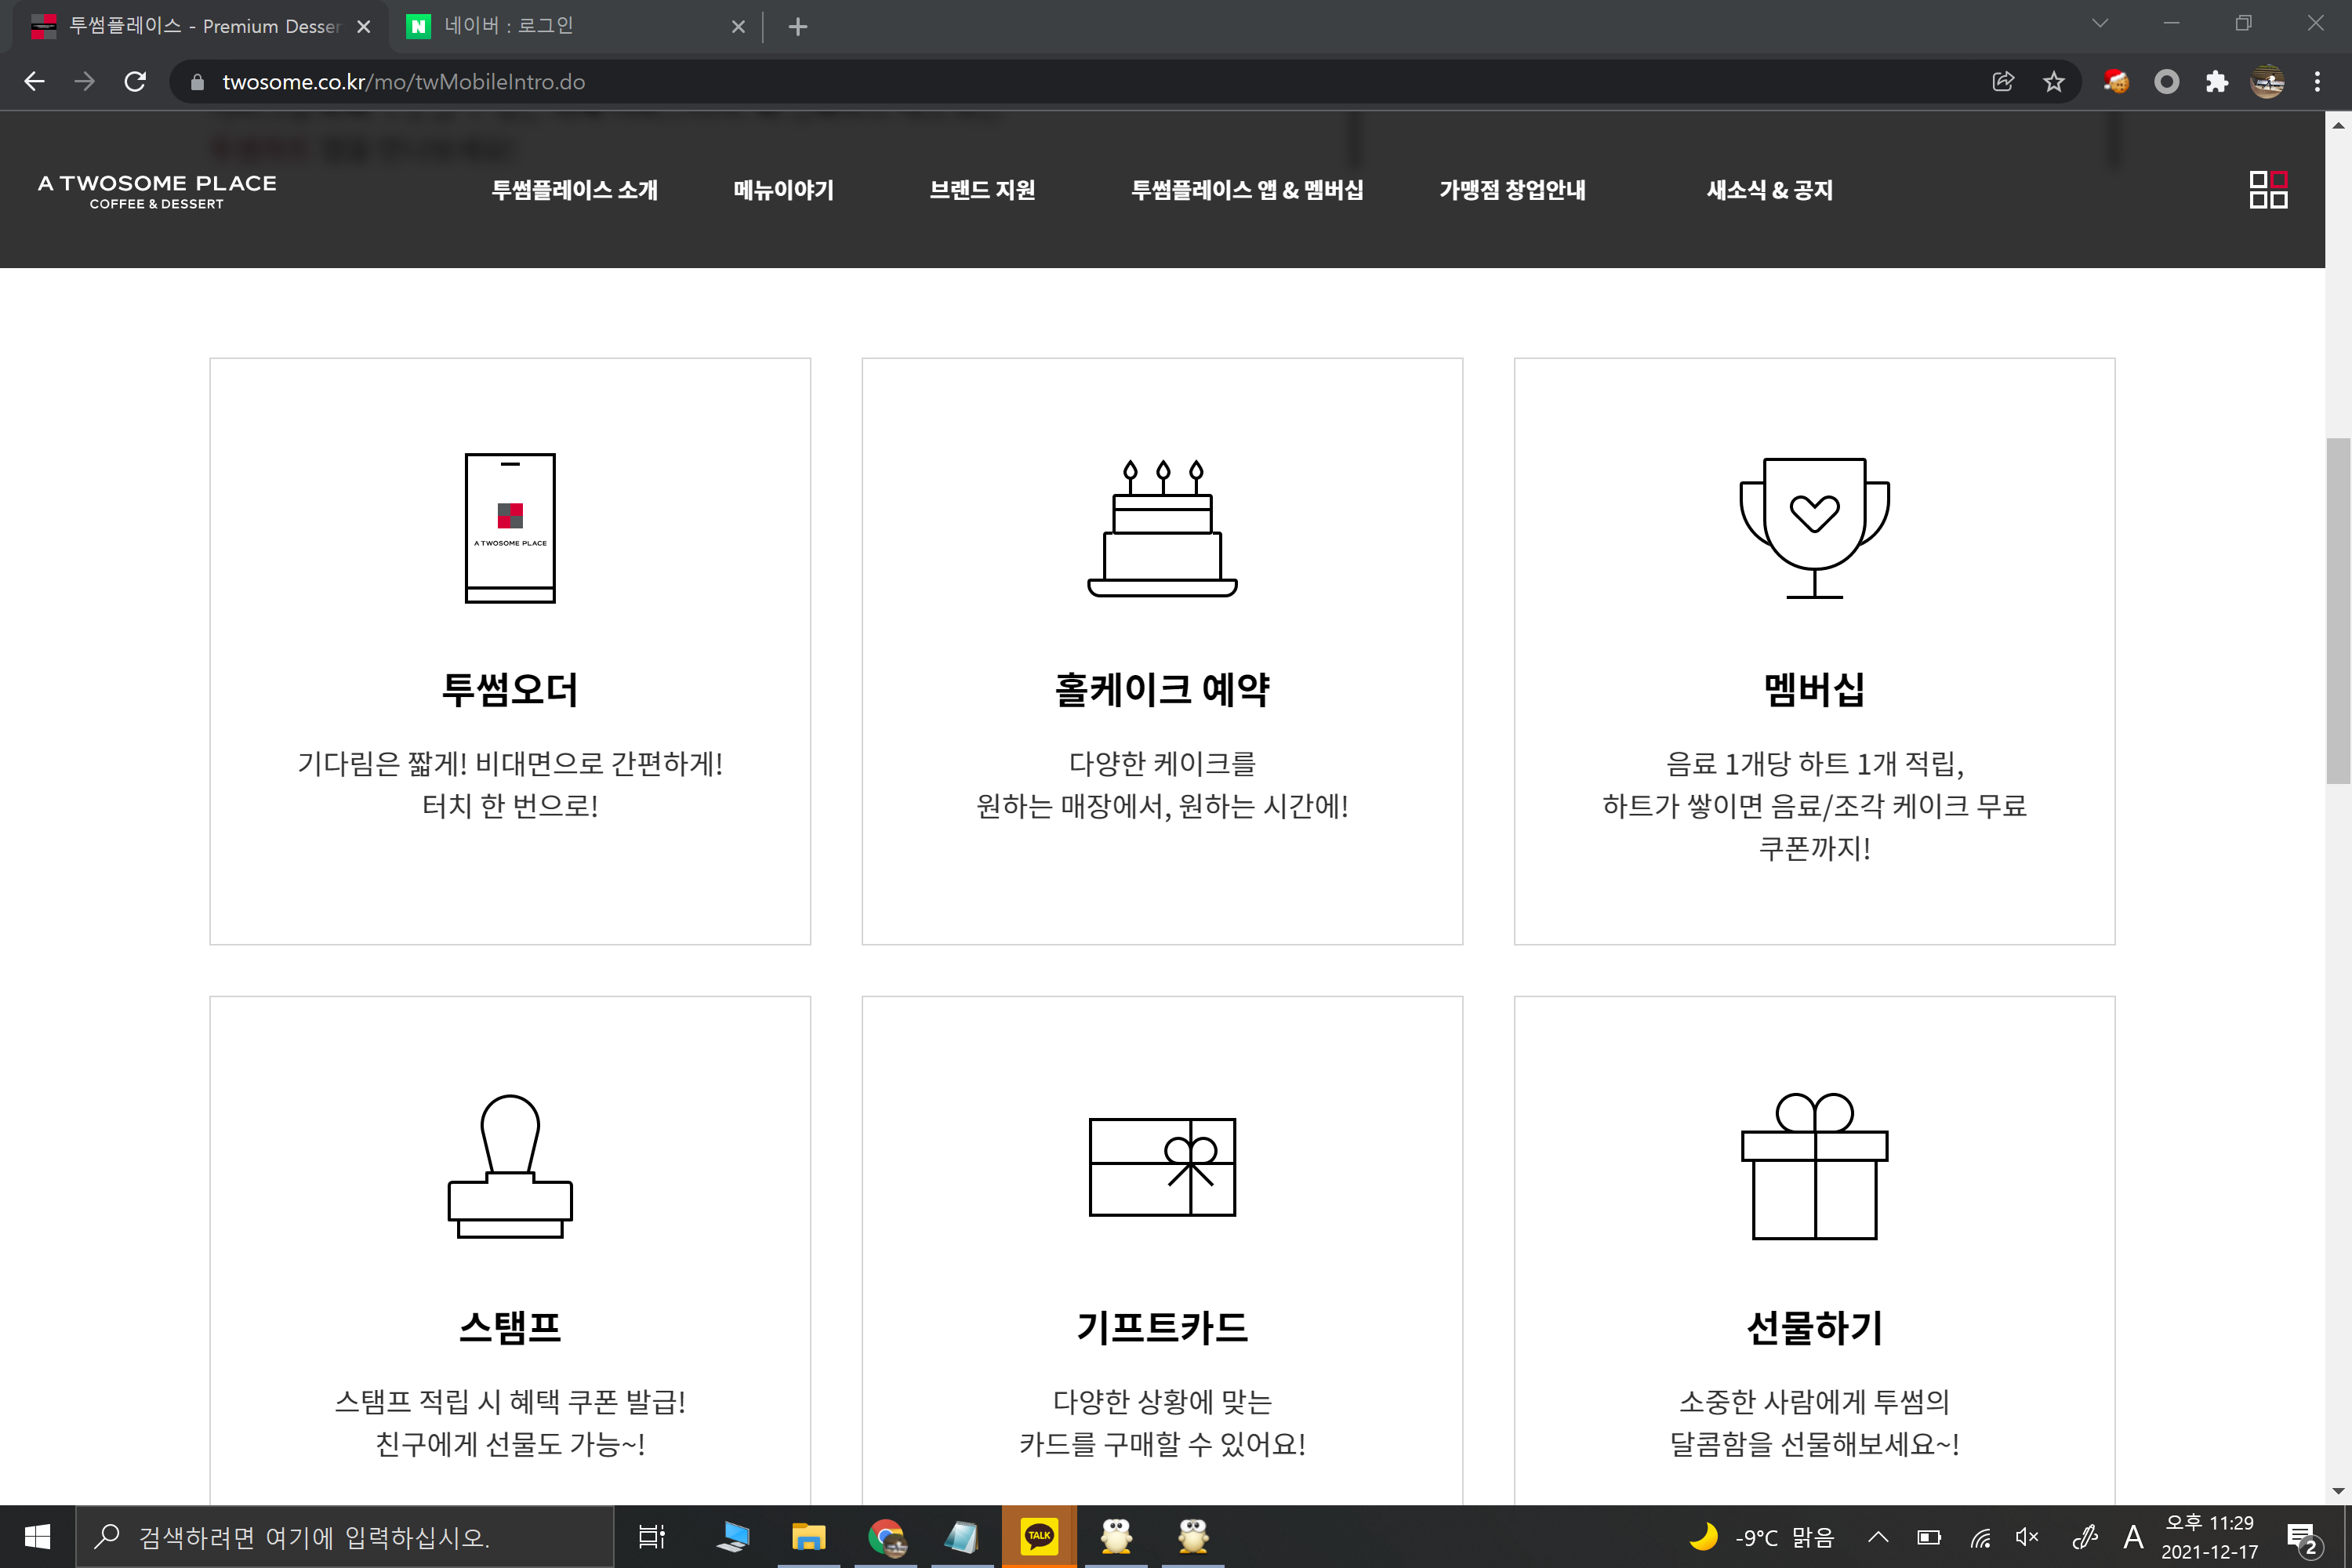 투썸플레이스 - Premium Desser
네이버 : 로그인
twosome.co.kr/mo/twMobileIntro.do
A TWOSOME PLACE
COFFEE & DESSERT
투썸플레이스 소개
메뉴이야기
브랜드 지원
투썸플레이스 앱 & 멤버십
가맹점 창업안내
새소식 & 공지
A TWOSOME PLACE
투썸오더
기다림은 짧게! 비대면으로 간편하게!
터치 한 번으로!
홀케이크 예약
다양한 케이크를
원하는 매장에서, 원하는 시간에!
멤버십
음료 1개당 하트 1개 적립,
하트가 쌓이면 음료/조각 케이크 무료
쿠폰까지!
스탬프
스탬프 적립 시 혜택 쿠폰 발급!
친구에게 선물도 가능~!
기프트카드
다양한 상황에 맞는
카드를 구매할 수 있어요!
선물하기
소중한 사람에게 투썸의
달콤함을 선물해보세요~!
검색하려면 여기에 입력하십시오.
TALK
-9°C 맑음
A
오후 11:29
2021-12-17
2